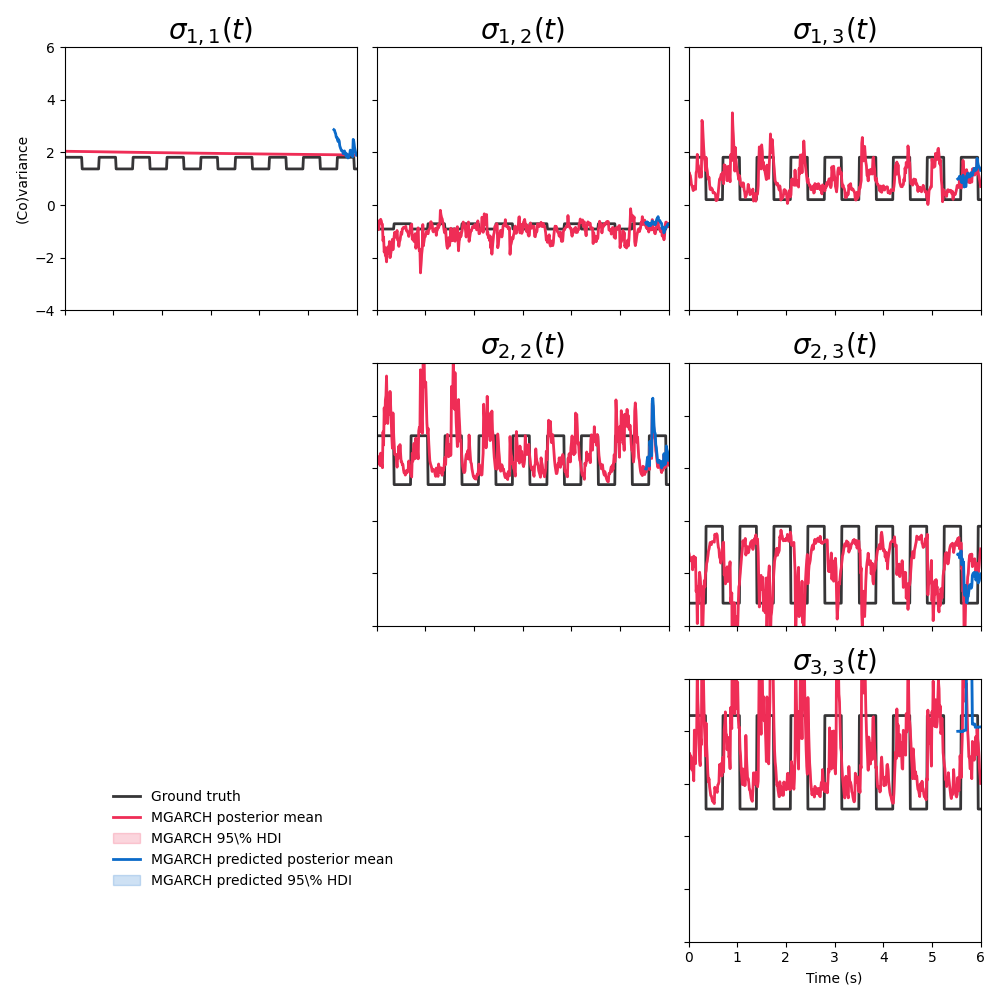 σ1,1(t)
σ1,2(t)
σ1,3(t)
6
4
2
0
−2
−4
(Co)variance
σ2,2(t)
σ2,3(t)
σ3,3(t)
Ground truth
MGARCH posterior mean
MGARCH 95\% HDI
MGARCH predicted posterior mean
MGARCH predicted 95\% HDI
0 1 2 3 4 5 6
Time (s)